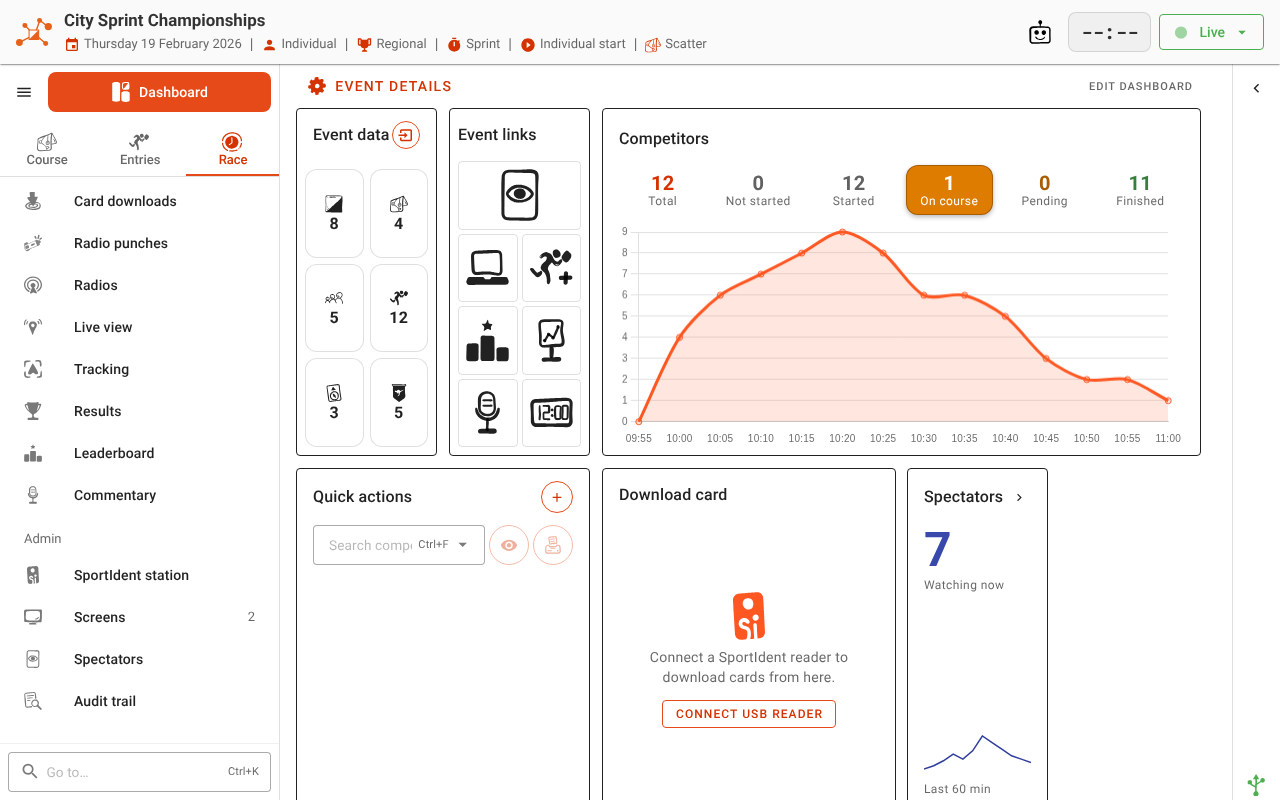 City Sprint Championships
Thursday 19 February 2026 | Individual | Regional | Sprint | Individual start | Scatter
--:--
Live
Dashboard
EVENT DETAILS
EDIT DASHBOARD
Course
Entries
Race
Card downloads
Radio punches
Radios
Live view
Tracking
Results
Leaderboard
Commentary
Admin
SportIdent station
Screens 2
Spectators
Audit trail
Go to... Ctrl+K
Event data
8
4
5
12
3
5
Event links
12:00
Competitors
12 Total
0 Not started
12 Started
1 On course
0 Pending
11 Finished
9
8
7
6
5
4
3
2
1
0
09:55 10:00 10:05 10:10 10:15 10:20 10:25 10:30 10:35 10:40 10:45 10:50 10:55 11:00
Quick actions
Ctrl+F
Search comp
Download card
Si
Connect a SportIdent reader to
download cards from here.
CONNECT USB READER
Spectators
7
Watching now
Last 60 min